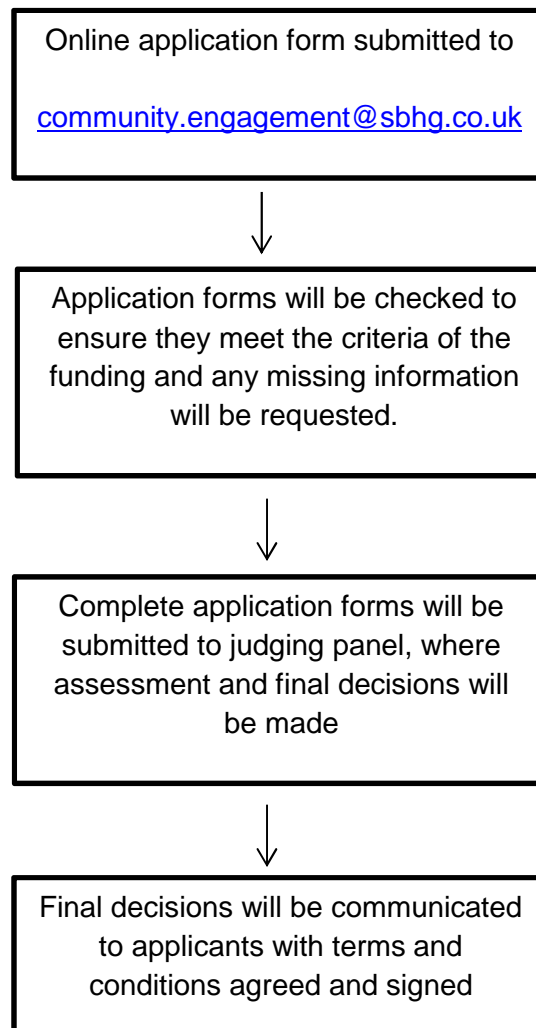 Online application form submitted to
community.engagement@sbhg.co.uk
Application forms will be checked to
ensure they meet the criteria of the
funding and any missing information
will be requested.
Complete application forms will be
submitted to judging panel, where
assessment and final decisions will
be made
Final decisions will be communicated
to applicants with terms and
conditions agreed and signed